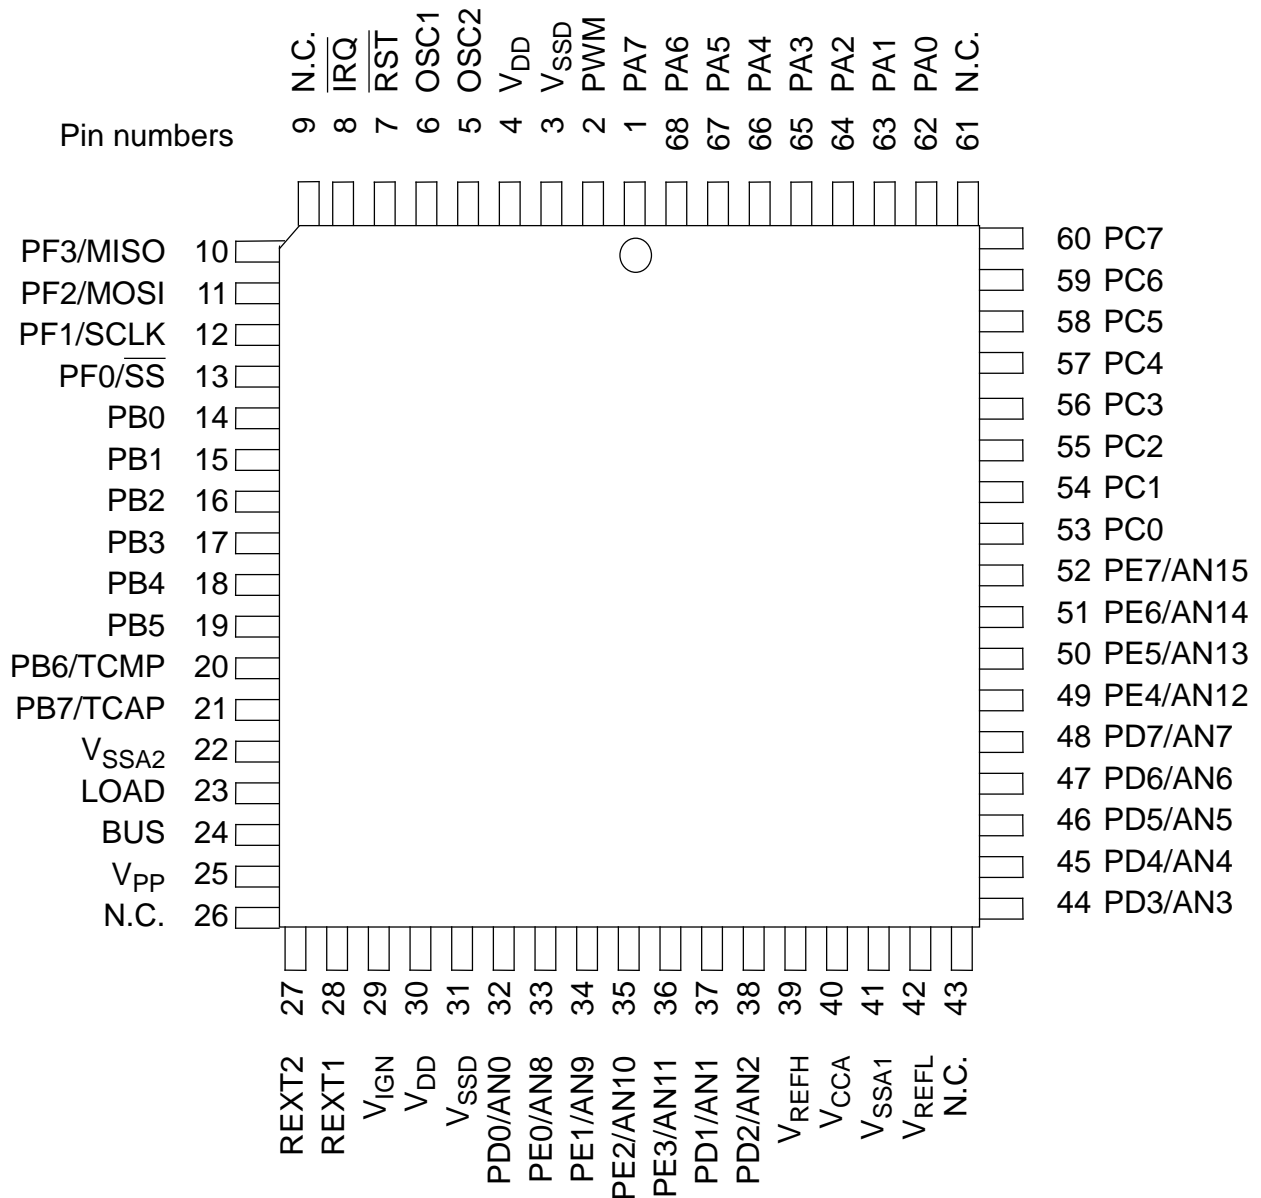 N.C.
IRQ
RST
OSC1
OSC2
VDD
VSSD
PWM
PA7
PA6
PA5
PA4
PA3
PA2
PA1
PA0
N.C.
Pin numbers 9 8 7 6 5 4 3 2 1 68 67 66 65 64 63 62 61
PF3/MISO 10
PF2/MOSI 11
PF1/SCLK 12
PF0/SS 13
PB0 14
PB1 15
PB2 16
PB3 17
PB4 18
PB5 19
PB6/TCMP 20
PB7/TCAP 21
VSSA2 22
LOAD 23
BUS 24
VPP 25
N.C. 26
60 PC7
59 PC6
58 PC5
57 PC4
56 PC3
55 PC2
54 PC1
53 PC0
52 PE7/AN15
51 PE6/AN14
50 PE5/AN13
49 PE4/AN12
48 PD7/AN7
47 PD6/AN6
46 PD5/AN5
45 PD4/AN4
44 PD3/AN3
27 28 29 30 31 32 33 34 35 36 37 38 39 40 41 42 43
REXT2
REXT1
VIGN
VDD
VSSD
PD0/AN0
PE0/AN8
PE1/AN9
PE2/AN10
PE3/AN11
PD1/AN1
PD2/AN2
VREFH
VCCA
VSSA1
VREFL
N.C.